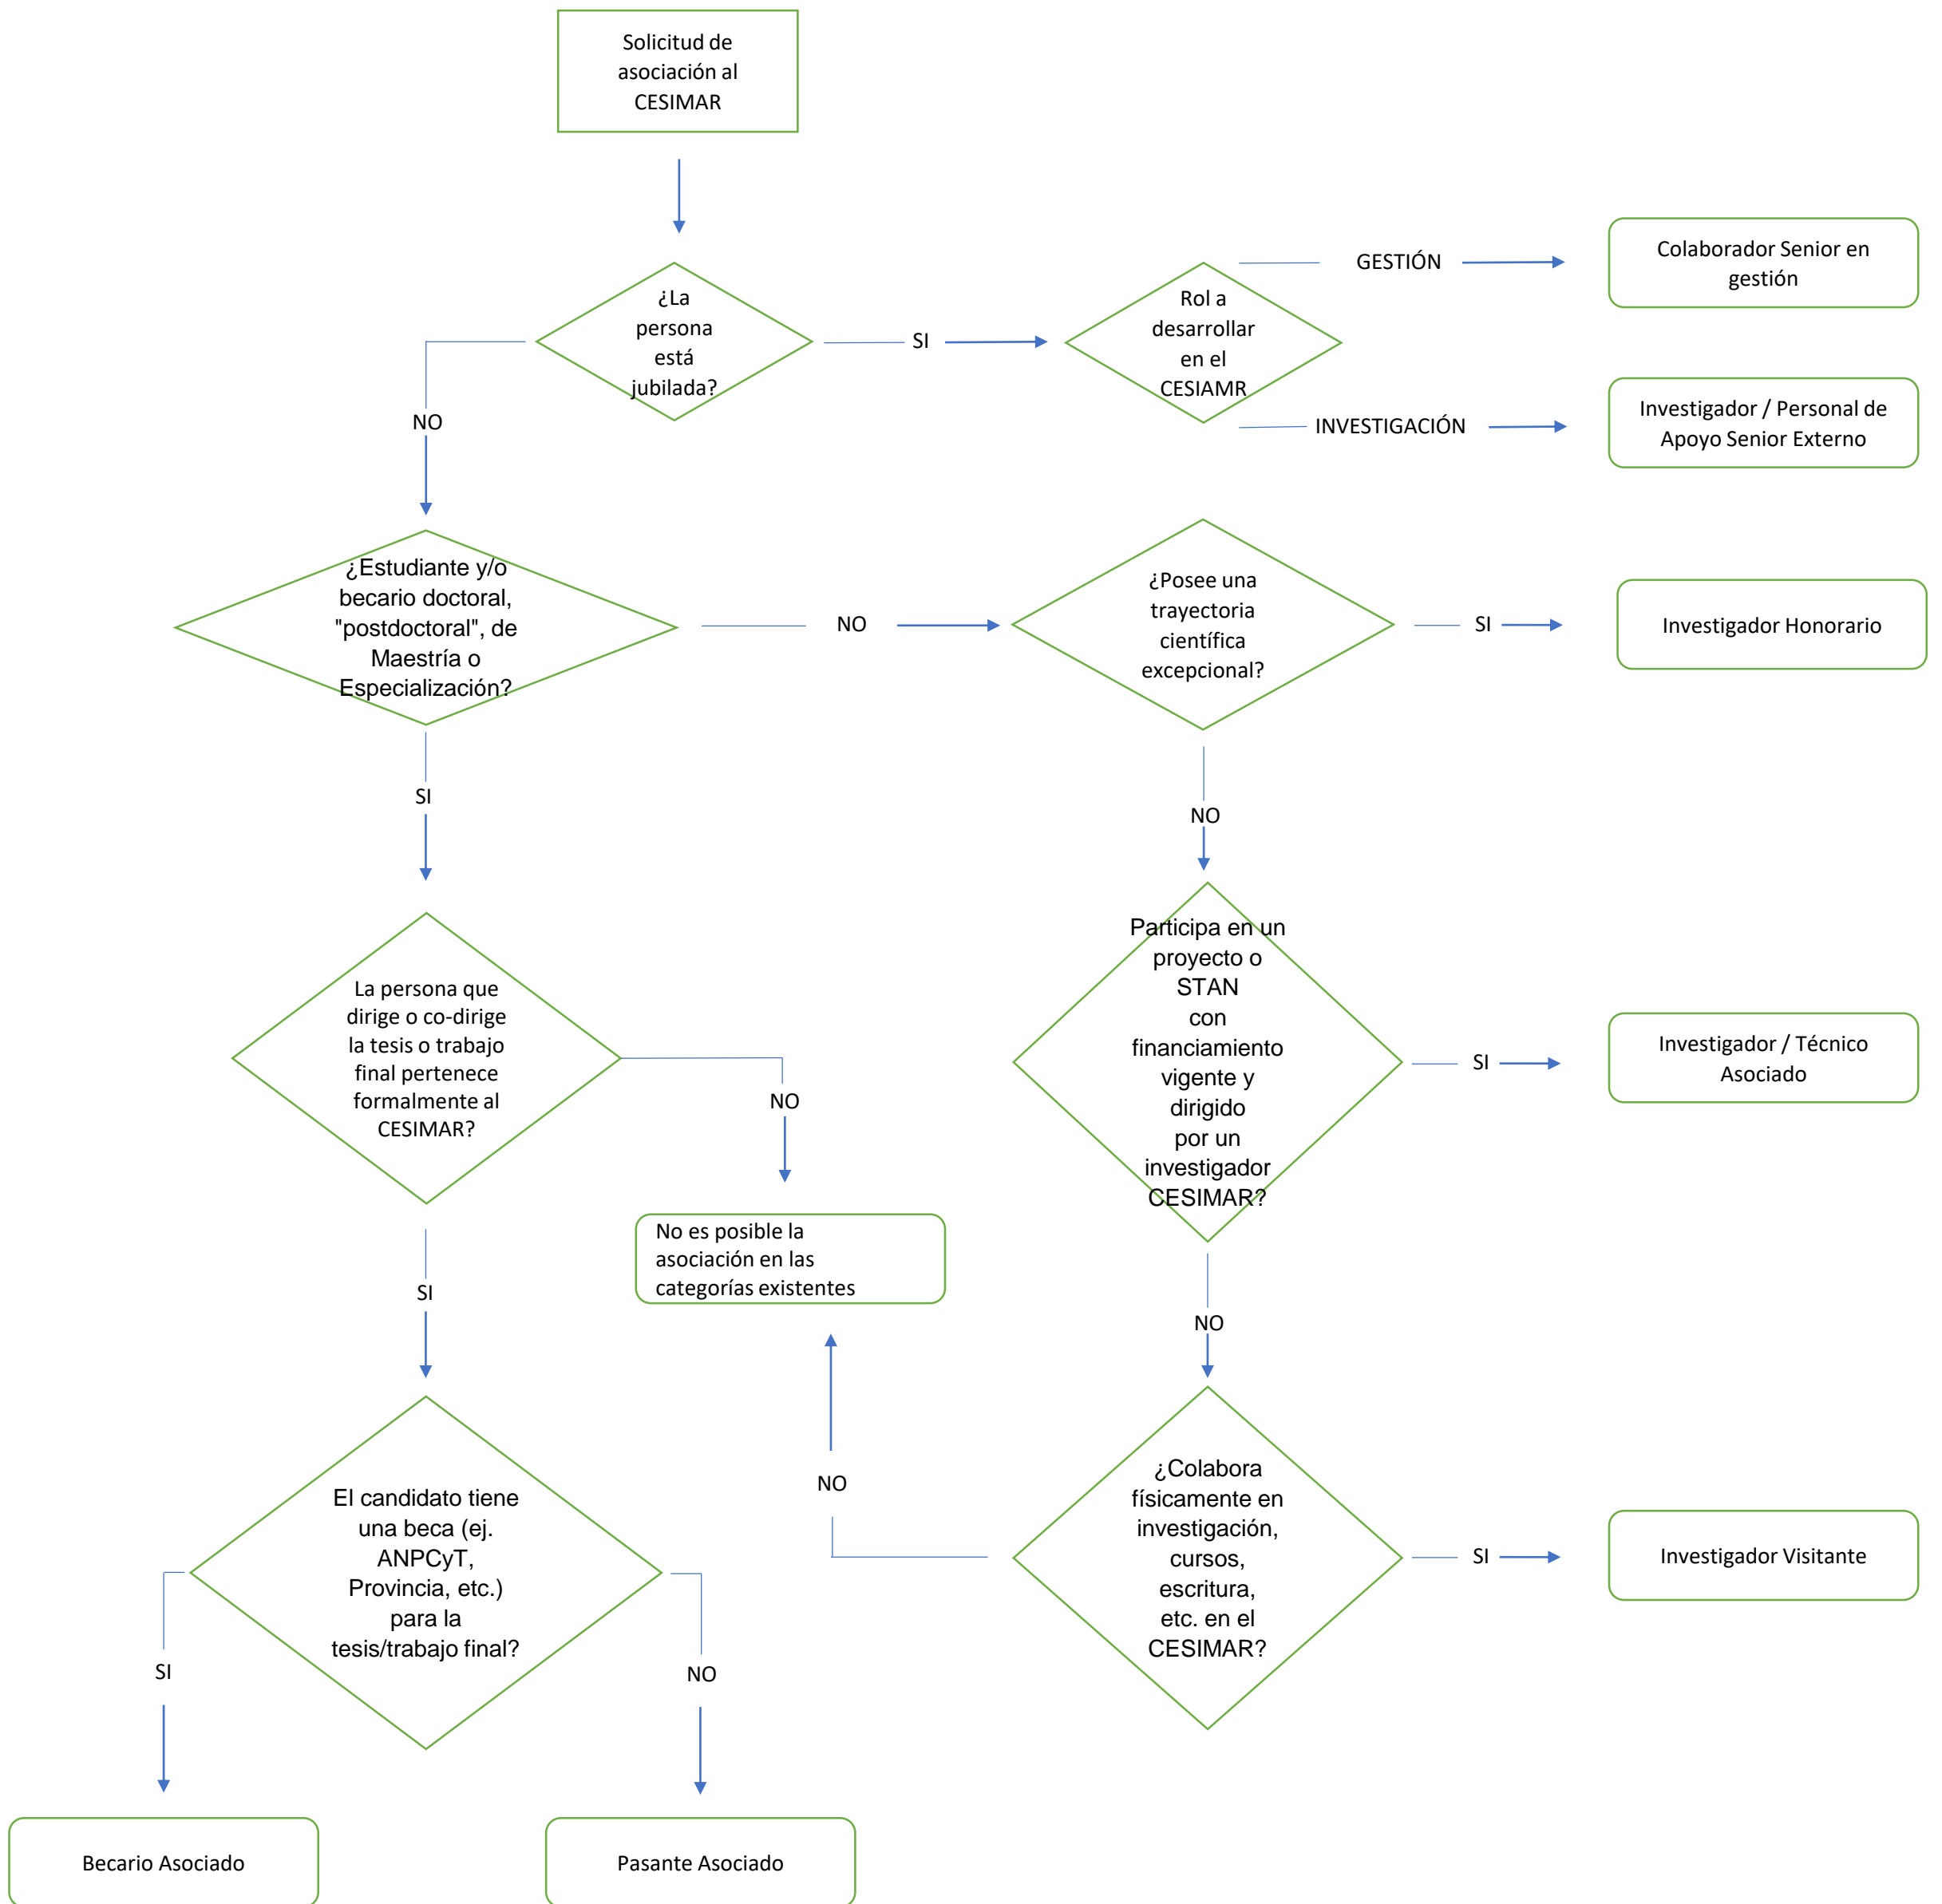 Solicitud de
asociación al
CESIMAR
¿La
persona
está
jubilada?
SI
NO
Rol a
desarrollar
en el
CESIAMR
GESTIÓN
Colaborador Senior en
gestión
INVESTIGACIÓN
Investigador / Personal de
Apoyo Senior Externo
¿Estudiante y/o
becario doctoral,
"postdoctoral", de
Maestría o
Especialización?
NO
SI
¿Posee una
trayectoria
científica
excepcional?
SI
Investigador Honorario
NO
La persona que
dirige o co-dirige
la tesis o trabajo
final pertenece
formalmente al
CESIMAR?
NO
SI
No es posible la
asociación en las
categorías existentes
Participa en un
proyecto o
STAN
con
financiamiento
vigente y
dirigido
por un
investigador
CESIMAR?
SI
Investigador / Técnico
Asociado
NO
El candidato tiene
una beca (ej.
ANPCyT,
Provincia, etc.)
para la
tesis/trabajo final?
SI
NO
¿Colabora
físicamente en
investigación,
cursos,
escritura,
etc. en el
CESIMAR?
NO
SI
Investigador Visitante
Becario Asociado
Pasante Asociado